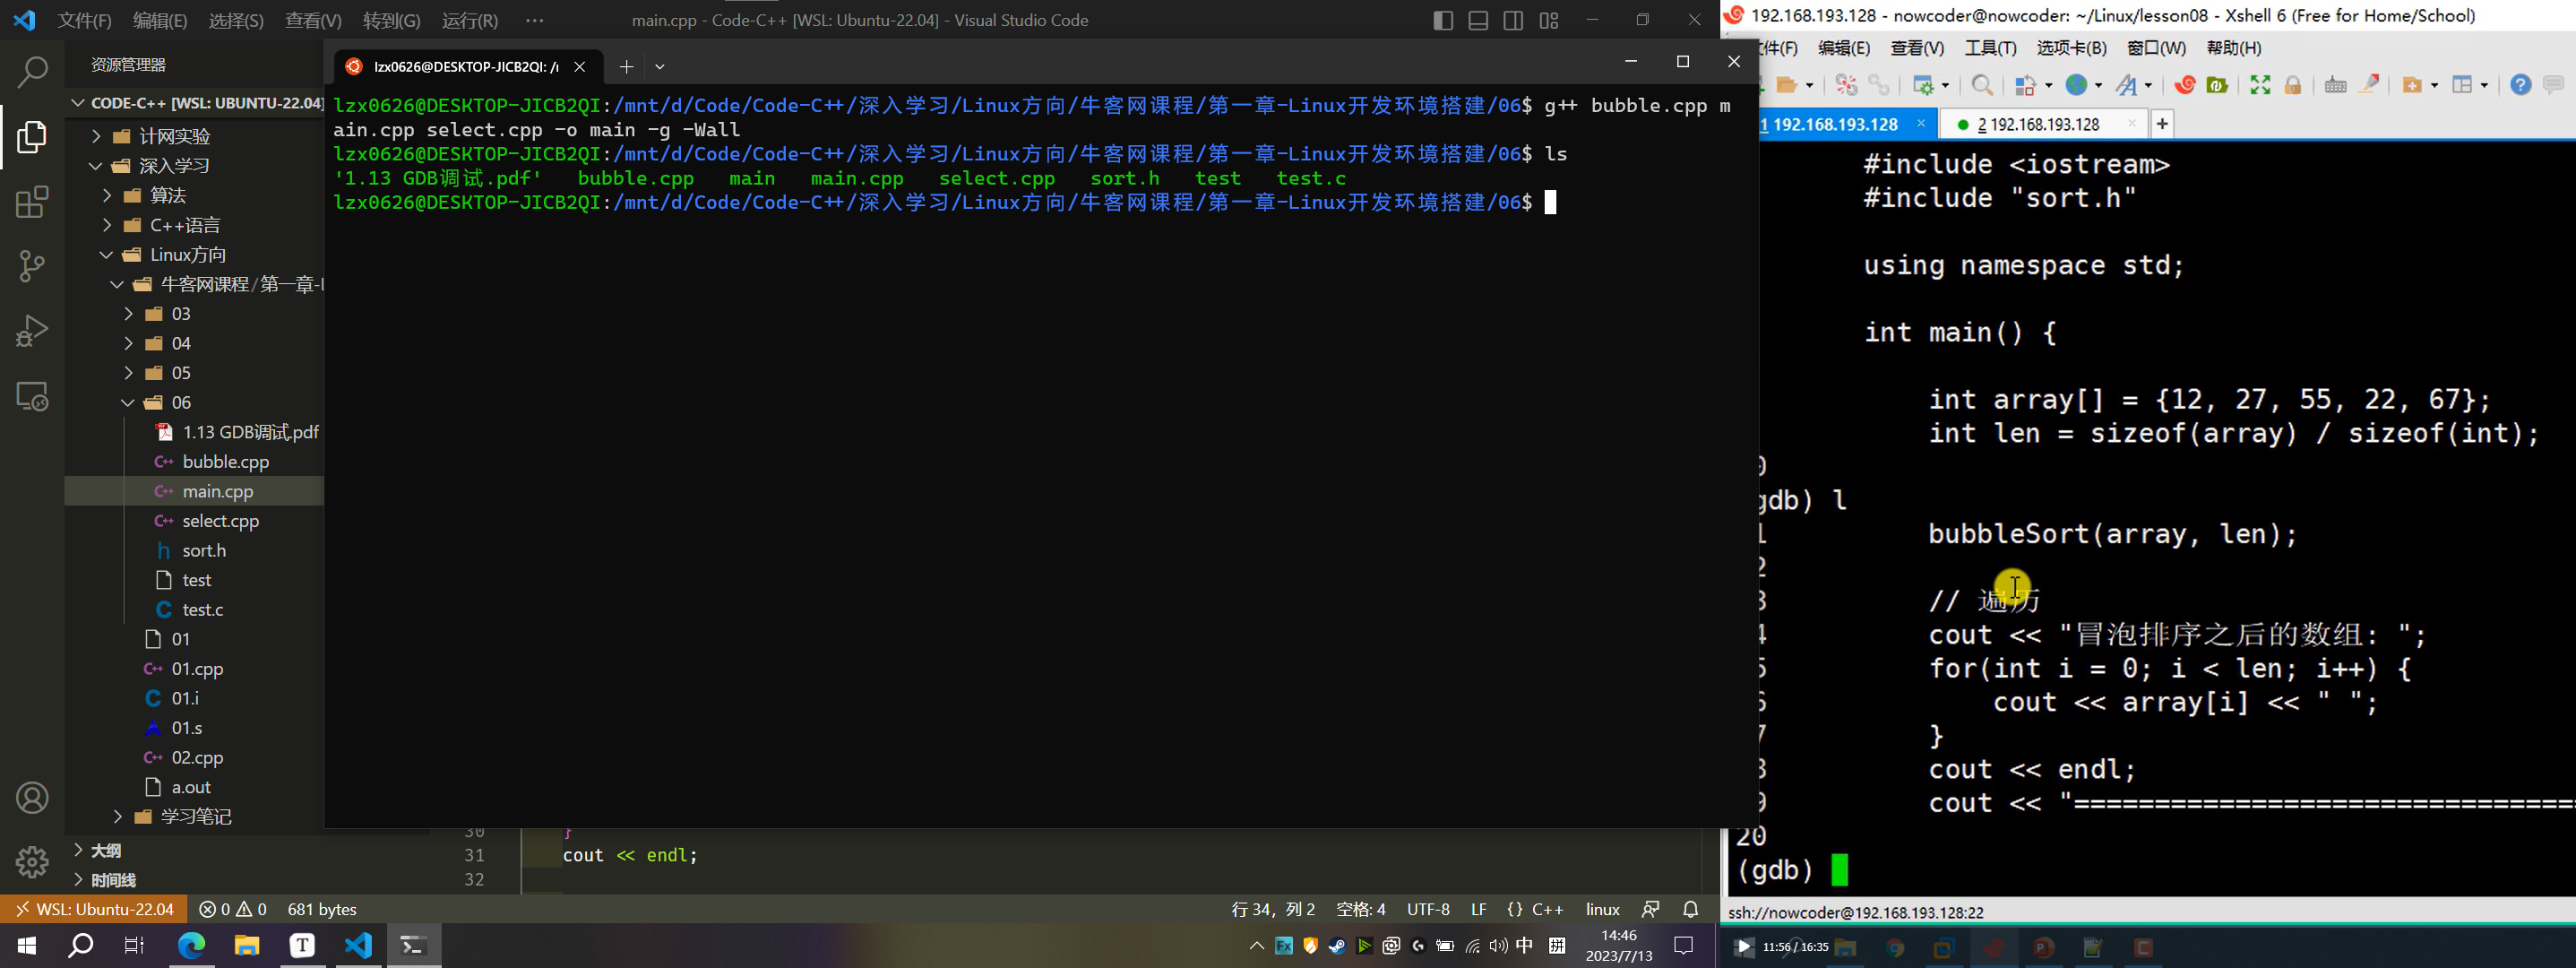 文件(F) 编辑(E) 选择(S) 查看(V) 转到(G) 运行(R) ··· main.cpp - Code-C++ [WSL: Ubuntu-22.04] - Visual Studio Code
资源管理器
CODE-C++ [WSL: UBUNTU-22.04]
计网实验
深入学习
算法
C++语言
Linux方向
牛客网课程/第一章-L
03
04
05
06
1.13 GDB调试.pdf
bubble.cpp
main.cpp
select.cpp
sort.h
test
test.c
01
01.cpp
01.i
01.s
02.cpp
a.out
学习笔记
大纲
时间线
lzx0626@DESKTOP-JICB2QI: /
lzx0626@DESKTOP-JICB2QI:/mnt/d/Code/Code-C++/深入学习/Linux方向/牛客网课程/第一章-Linux开发环境搭建/06$ g++ bubble.cpp m
ain.cpp select.cpp -o main -g -Wall
lzx0626@DESKTOP-JICB2QI:/mnt/d/Code/Code-C++/深入学习/Linux方向/牛客网课程/第一章-Linux开发环境搭建/06$ ls
'1.13 GDB调试.pdf' bubble.cpp main main.cpp select.cpp sort.h test test.c
lzx0626@DESKTOP-JICB2QI:/mnt/d/Code/Code-C++/深入学习/Linux方向/牛客网课程/第一章-Linux开发环境搭建/06$
30 }
31 cout << endl;
32
WSL: Ubuntu-22.04 0 0 681 bytes 行 34, 列 2 空格: 4 UTF-8 LF {} C++ linux
中 拼 14:46
2023/7/13
192.168.193.128 - nowcoder@nowcoder: ~/Linux/lesson08 - Xshell 6 (Free for Home/School)
件(F) 编辑(E) 查看(V) 工具(T) 选项卡(B) 窗口(W) 帮助(H)
1 192.168.193.128 2 192.168.193.128
#include <iostream>
#include "sort.h"
using namespace std;
int main() {
int array[] = {12, 27, 55, 22, 67};
int len = sizeof(array) / sizeof(int);
0
gdb) l
1 bubbleSort(array, len);
2
3 // 遍历
4 cout << "冒泡排序之后的数组: ";
5 for(int i = 0; i < len; i++) {
6 cout << array[i] << " ";
7 }
8 cout << endl;
9 cout << "===============================
20
(gdb)
ssh://nowcoder@192.168.193.128:22
11:56 / 16:35